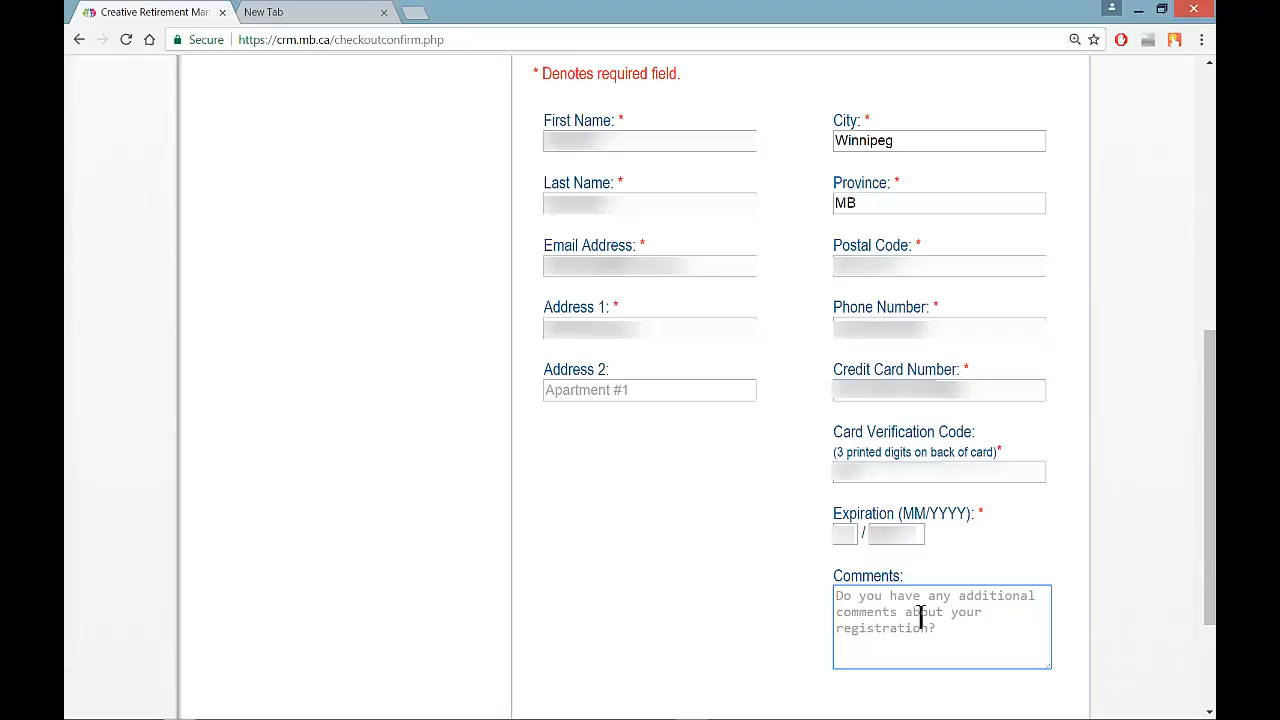 Creative Retirement Man
New Tab
Secure
https://crm.mb.ca/checkoutconfirm.php
* Denotes required field.
First Name: *
Last Name: *
Email Address: *
Address 1: *
Address 2:
Apartment #1
City: *
Winnipeg
Province: *
MB
Postal Code: *
Phone Number: *
Credit Card Number: *
Card Verification Code:
(3 printed digits on back of card)*
Expiration (MM/YYYY): *
/
Comments:
Do you have any additional
comments about your
registration?